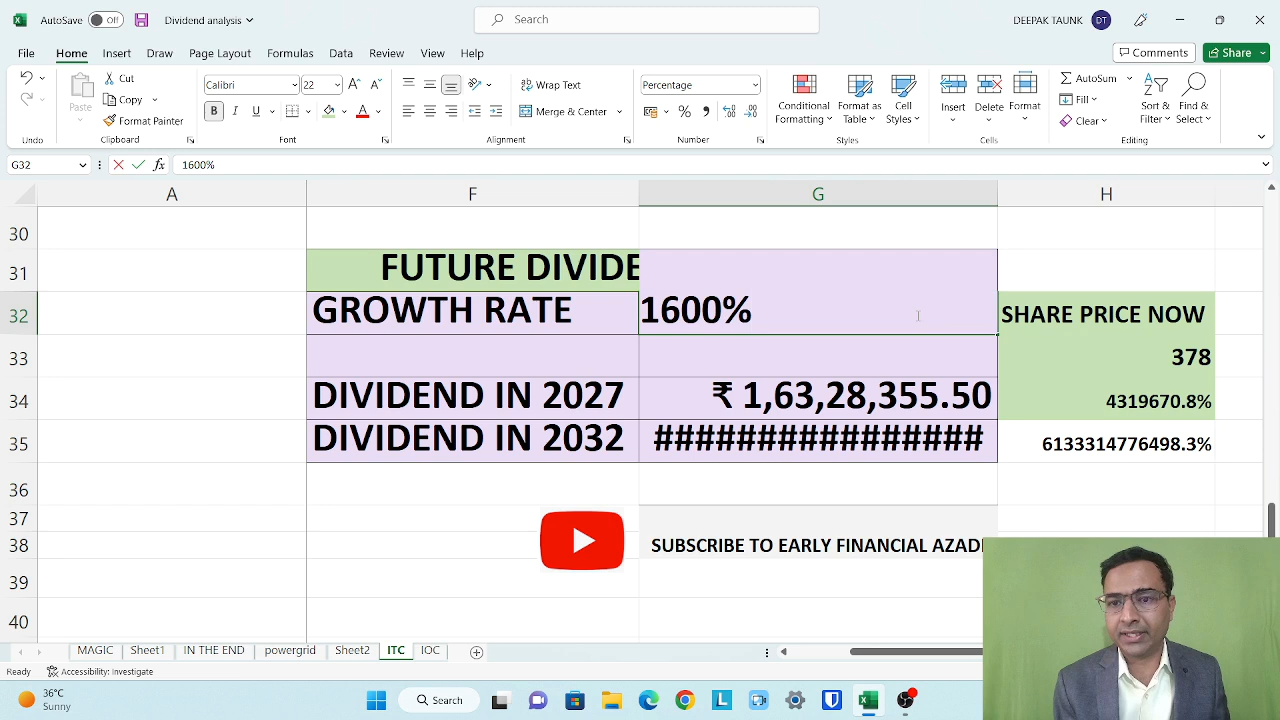 AutoSave Off Dividend analysis Search DEEPAK TAUNK DT
File Home Insert Draw Page Layout Formulas Data Review View Help Comments Share
Paste Cut Copy Format Painter Calibri 22 Wrap Text Merge & Center Percentage Conditional Formatting Format as Table Cell Styles Insert Delete Format AutoSum Fill Clear Sort & Filter Find & Select
Undo Clipboard Font Alignment Number Styles Cells Editing
G32 fx 1600%
A F G H
30
31 FUTURE DIVIDE
32 GROWTH RATE 1600% SHARE PRICE NOW
33 378
34 DIVIDEND IN 2027 ₹ 1,63,28,355.50 4319670.8%
35 DIVIDEND IN 2032 ################ 6133314776498.3%
36
37
38 SUBSCRIBE TO EARLY FINANCIAL AZADI
39
40
MAGIC Sheet1 IN THE END powergrid Sheet2 ITC IOC
Ready Accessibility: Investigate
36°C
Sunny
Search